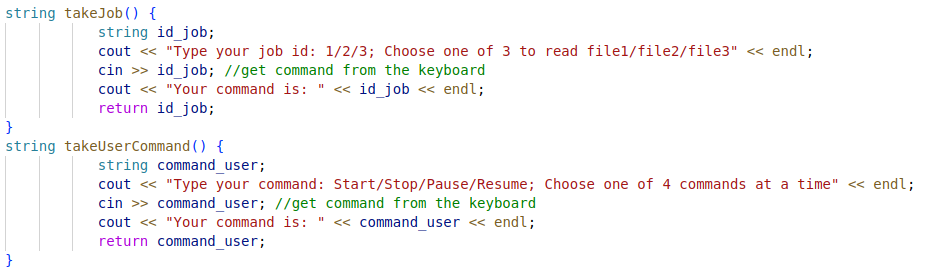 string takeJob() {
string id_job;
cout << "Type your job id: 1/2/3; Choose one of 3 to read file1/file2/file3" << endl;
cin >> id_job; //get command from the keyboard
cout << "Your command is: " << id_job << endl;
return id_job;
}
string takeUserCommand() {
string command_user;
cout << "Type your command: Start/Stop/Pause/Resume; Choose one of 4 commands at a time" << endl;
cin >> command_user; //get command from the keyboard
cout << "Your command is: " << command_user << endl;
return command_user;
}